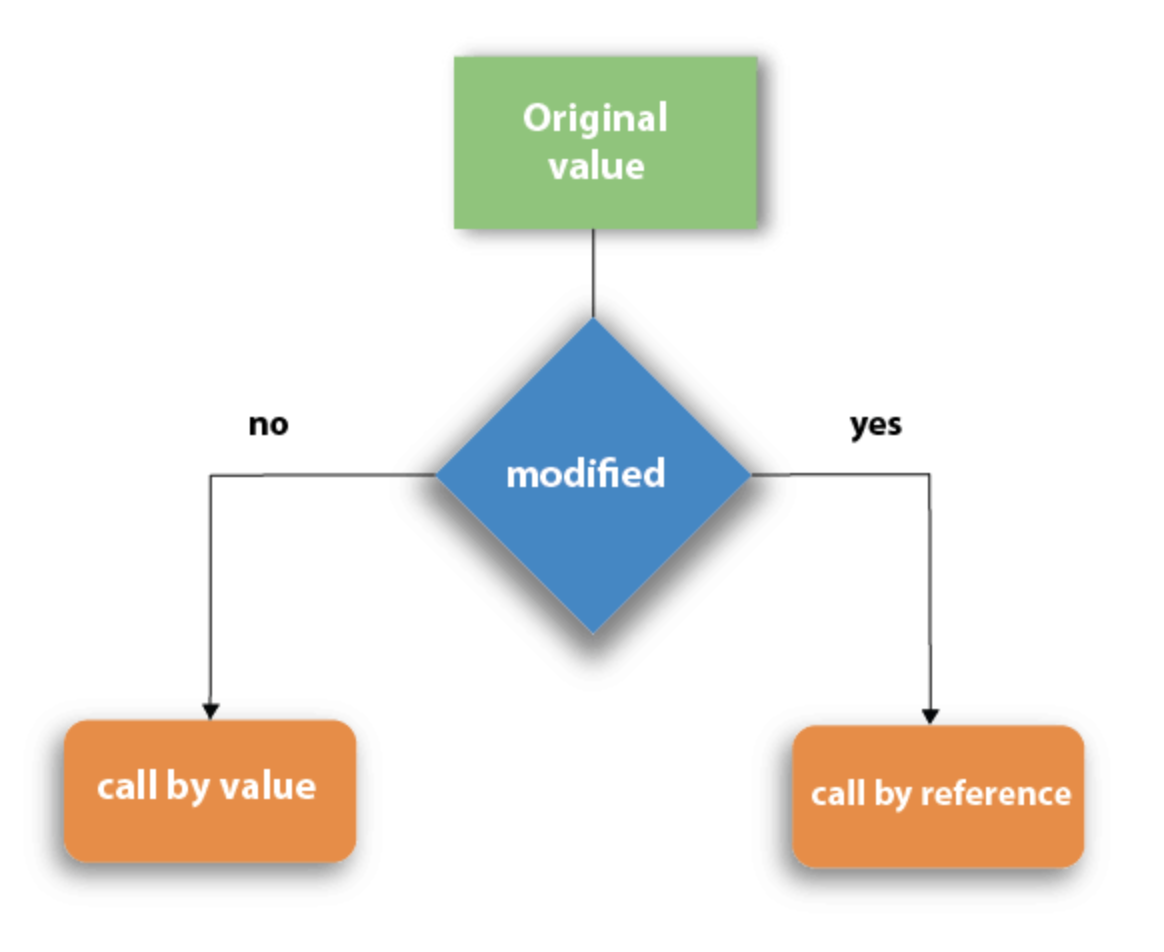 Original
value
no
yes
modified
call by value
call by reference